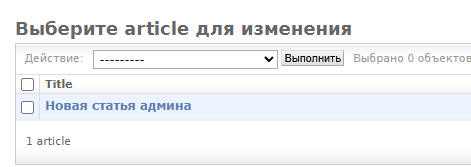 Выберите article для изменения
Действие: --------- Выполнить Выбрано 0 объектов
Title
Новая статья админа
1 article